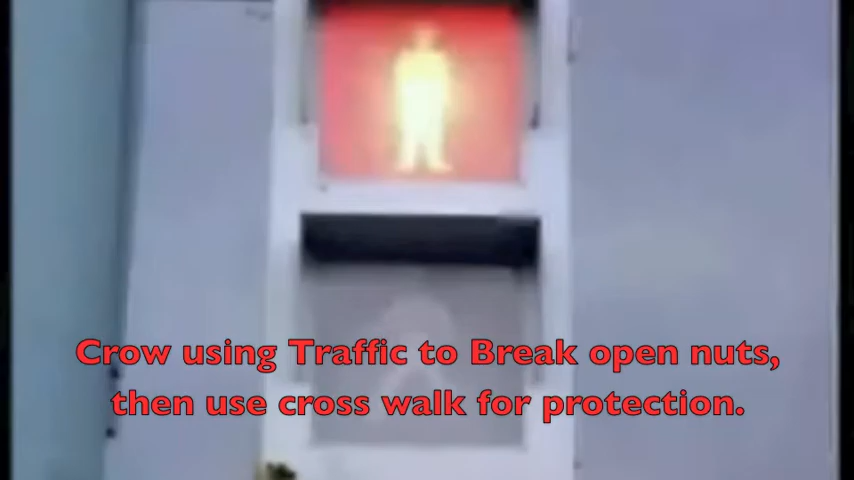 Crow using Traffic to Break open nuts,
then use cross walk for protection.